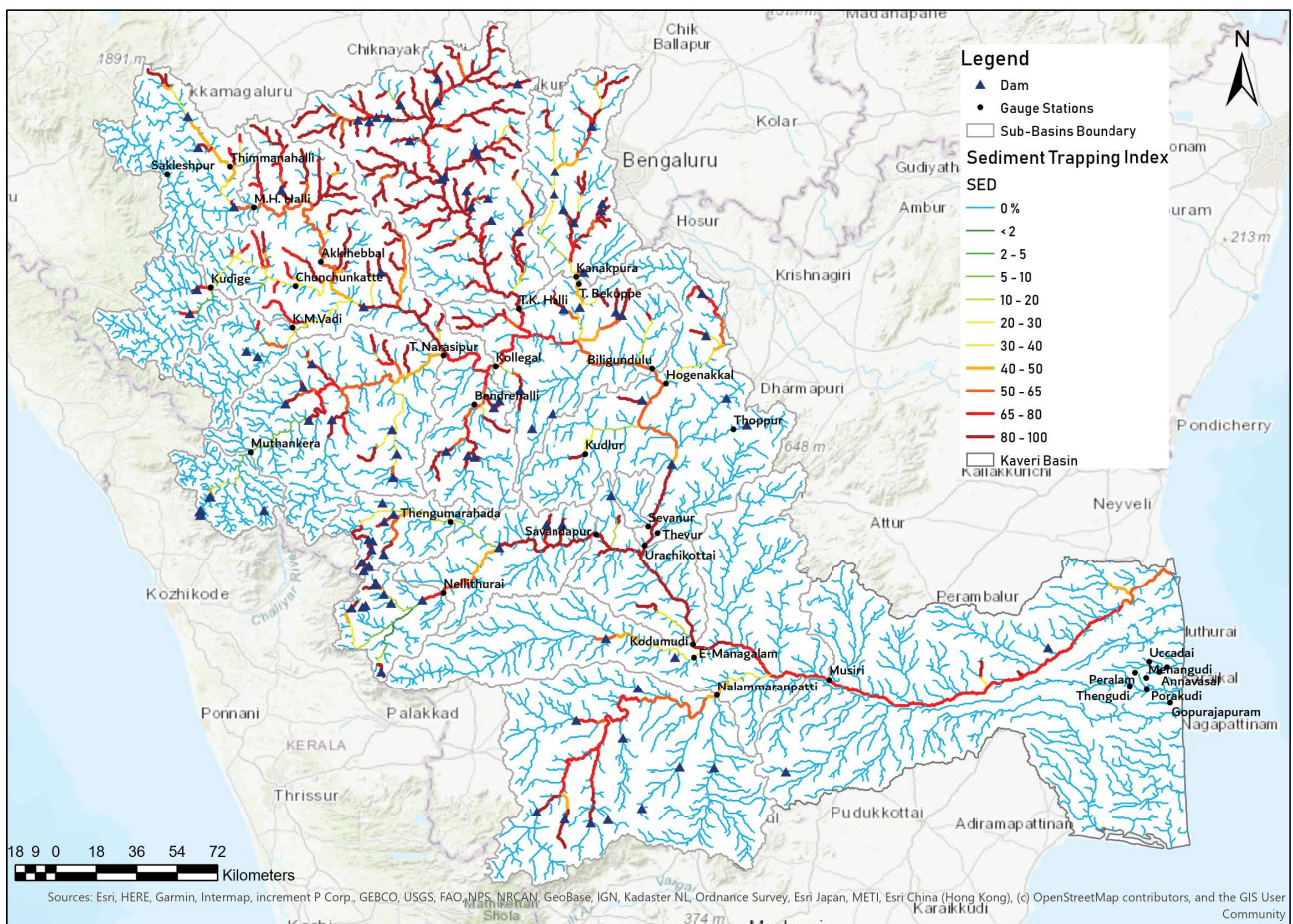 Madanapalle
Chik
Ballapur
Chiknayak
1891 m
kkamagaluru
Kolar
Bengaluru
Gudiyath
Ambur
Hosur
Krishnagiri
213 m
Dharmapuri
648 m
Kallakkurichi
Pondicherry
Neyveli
Attur
Perambalur
Kozhikode
Chaliyar River
Ponnani
Palakkad
KERALA
Thrissur
Pudukkottai
Adiramapattinam
Nagapattinam
Karaikkudi
374 m
Sakleshpur
Thimmanahalli
M.H. Halli
Akkihebbal
Kudige
Chunchunkatte
K.M.Vadi
Kanakpura
T. Bekuppe
T.K. Halli
T. Narasipur
Kollegal
Biligundulu
Hogenakkal
Bendrehalli
Thoppur
Muthankera
Kudlur
Thengumarahada
Savandapur
Sevanur
Thevur
Urachikottai
Nellithurai
Kodumudi
E-Managalam
Nalammaranpatti
Musiri
Uccadai
Menangudi
Peralam
Annavasal
Thengudi
Porakudi
Gopurajapuram
Legend
Dam
Gauge Stations
Sub-Basins Boundary
Sediment Trapping Index
SED
0 %
< 2
2 - 5
5 - 10
10 - 20
20 - 30
30 - 40
40 - 50
50 - 65
65 - 80
80 - 100
Kaveri Basin
N
18 9 0 18 36 54 72
Kilometers
Sources: Esri, HERE, Garmin, Intermap, increment P Corp., GEBCO, USGS, FAO, NPS, NRCAN, GeoBase, IGN, Kadaster NL, Ordnance Survey, Esri Japan, METI, Esri China (Hong Kong), (c) OpenStreetMap contributors, and the GIS User
Community